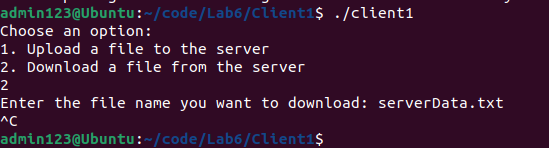 admin123@Ubuntu:~/code/Lab6/Client1$ ./client1
Choose an option:
1. Upload a file to the server
2. Download a file from the server
2
Enter the file name you want to download: serverData.txt
^C
admin123@Ubuntu:~/code/Lab6/Client1$